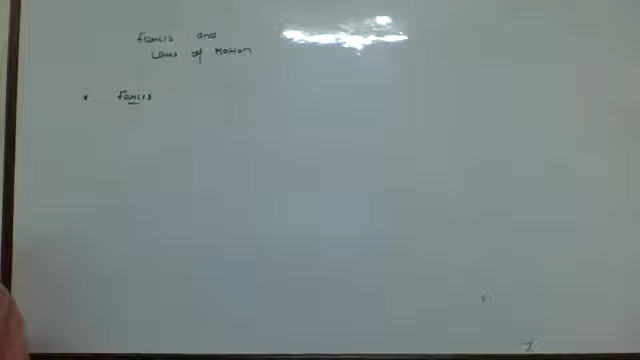 Forces and
Laws of Motion
* Forces